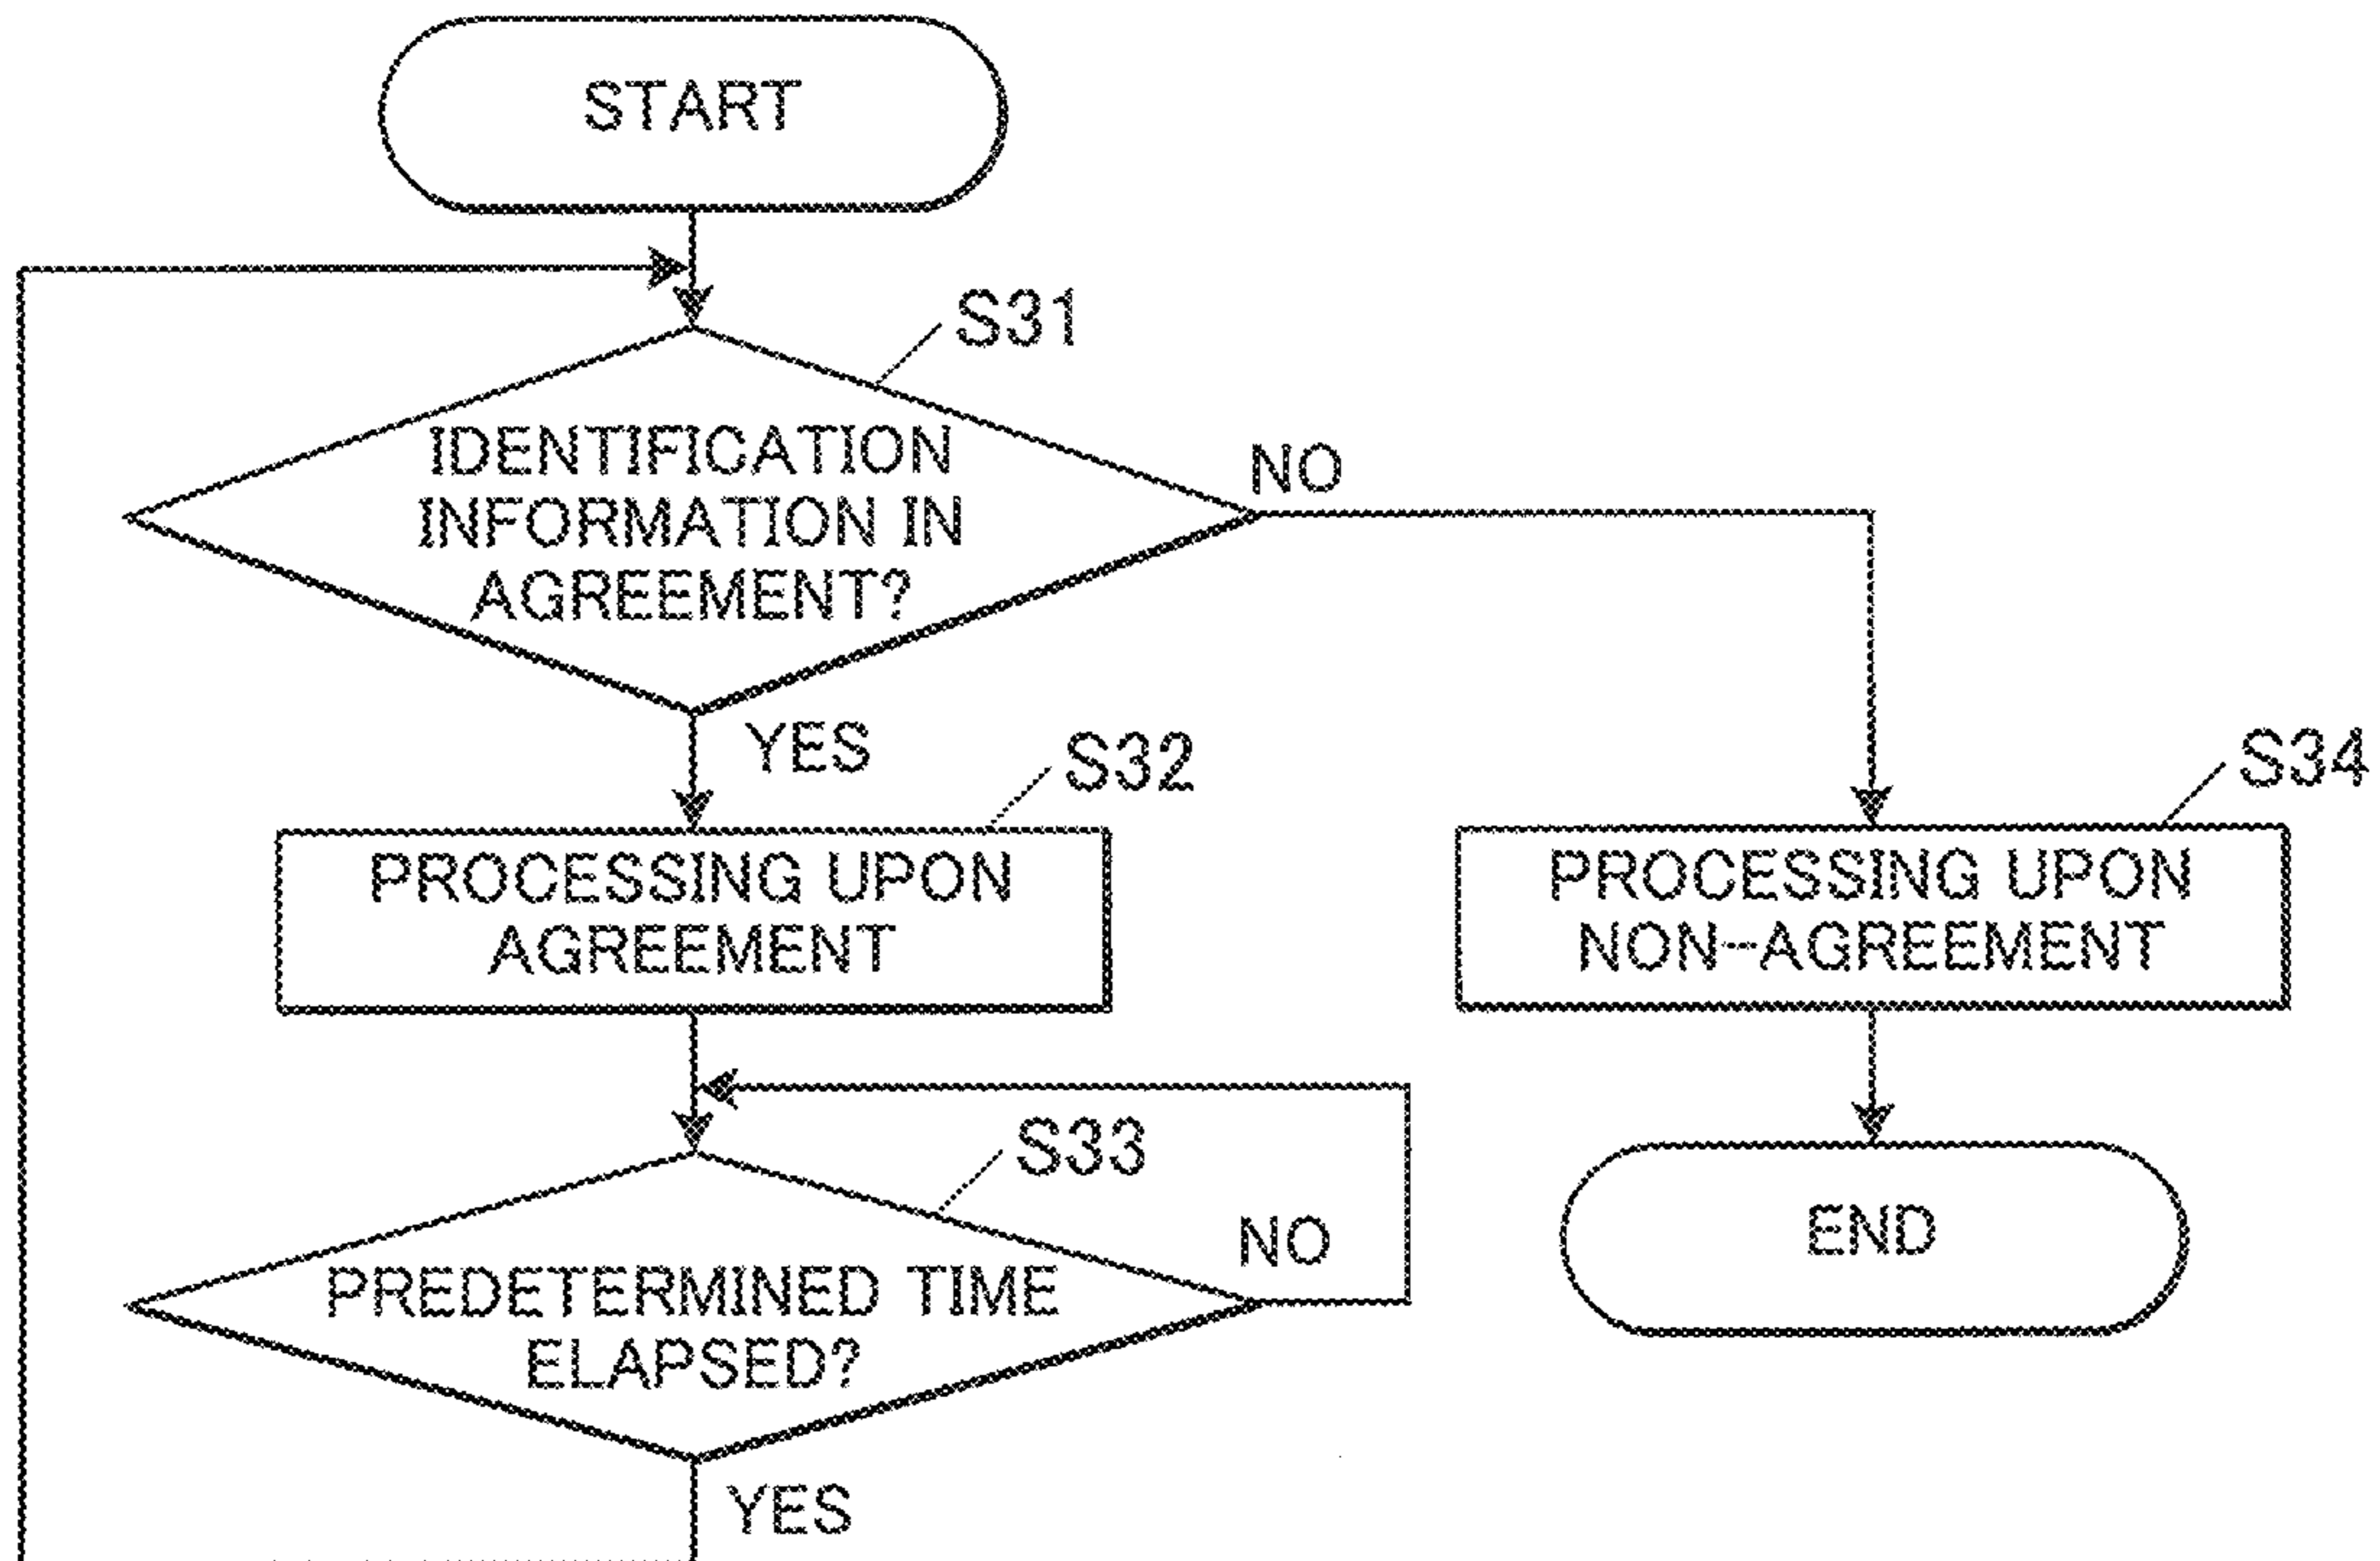 START
S31
IDENTIFICATION
INFORMATION IN
AGREEMENT?
NO
YES
S32
PROCESSING UPON
AGREEMENT
S34
PROCESSING UPON
NON-AGREEMENT
S33
NO
PREDETERMINED TIME
ELAPSED?
YES
END